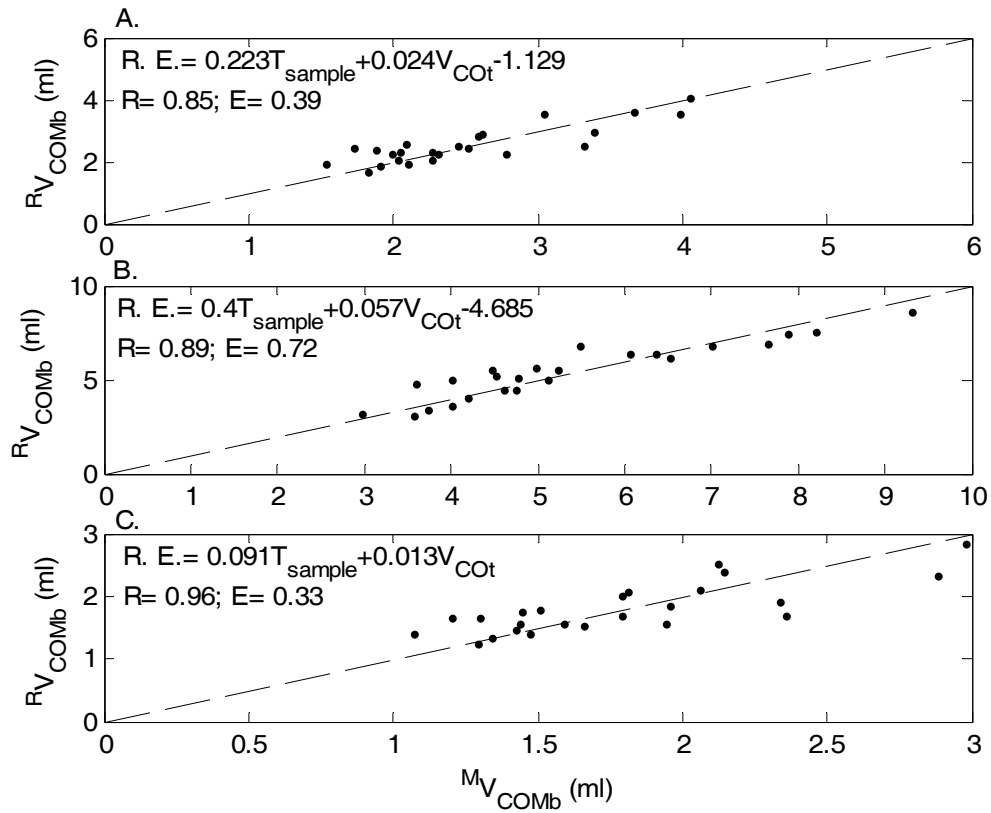 A.
R. E.= 0.223T_sample+0.024V_COt-1.129
R= 0.85; E= 0.39
6
4
2
0
0 1 2 3 4 5 6
ᴿV_COMb (ml)
B.
R. E.= 0.4T_sample+0.057V_COt-4.685
R= 0.89; E= 0.72
10
5
0
0 1 2 3 4 5 6 7 8 9 10
ᴿV_COMb (ml)
C.
R. E.= 0.091T_sample+0.013V_COt
R= 0.96; E= 0.33
3
2
1
0
0 0.5 1 1.5 2 2.5 3
ᴿV_COMb (ml)
ᴹV_COMb (ml)